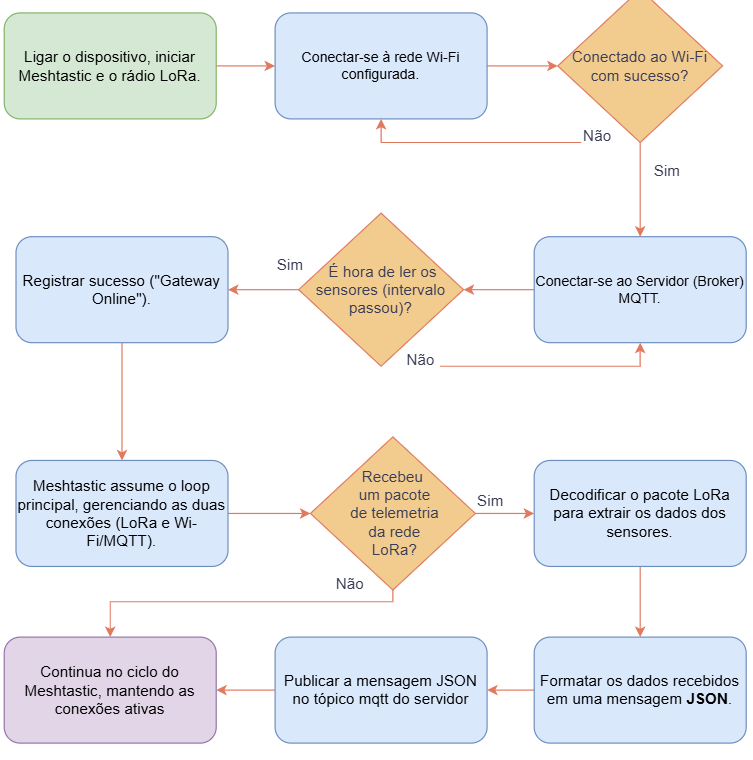 Ligar o dispositivo, iniciar
Meshtastic e o rádio LoRa.
Conectar-se à rede Wi-Fi
configurada.
Conectado ao Wi-Fi
com sucesso?
Não
Sim
Registrar sucesso ("Gateway
Online").
Sim
É hora de ler os
sensores (intervalo
passou)?
Não
Conectar-se ao Servidor (Broker)
MQTT.
Meshtastic assume o loop
principal, gerenciando as duas
conexões (LoRa e Wi-
Fi/MQTT).
Recebeu
um pacote
de telemetria
da rede
LoRa?
Sim
Não
Decodificar o pacote LoRa
para extrair os dados dos
sensores.
Continua no ciclo do
Meshtastic, mantendo as
conexões ativas
Publicar a mensagem JSON
no tópico mqtt do servidor
Formatar os dados recebidos
em uma mensagem JSON.